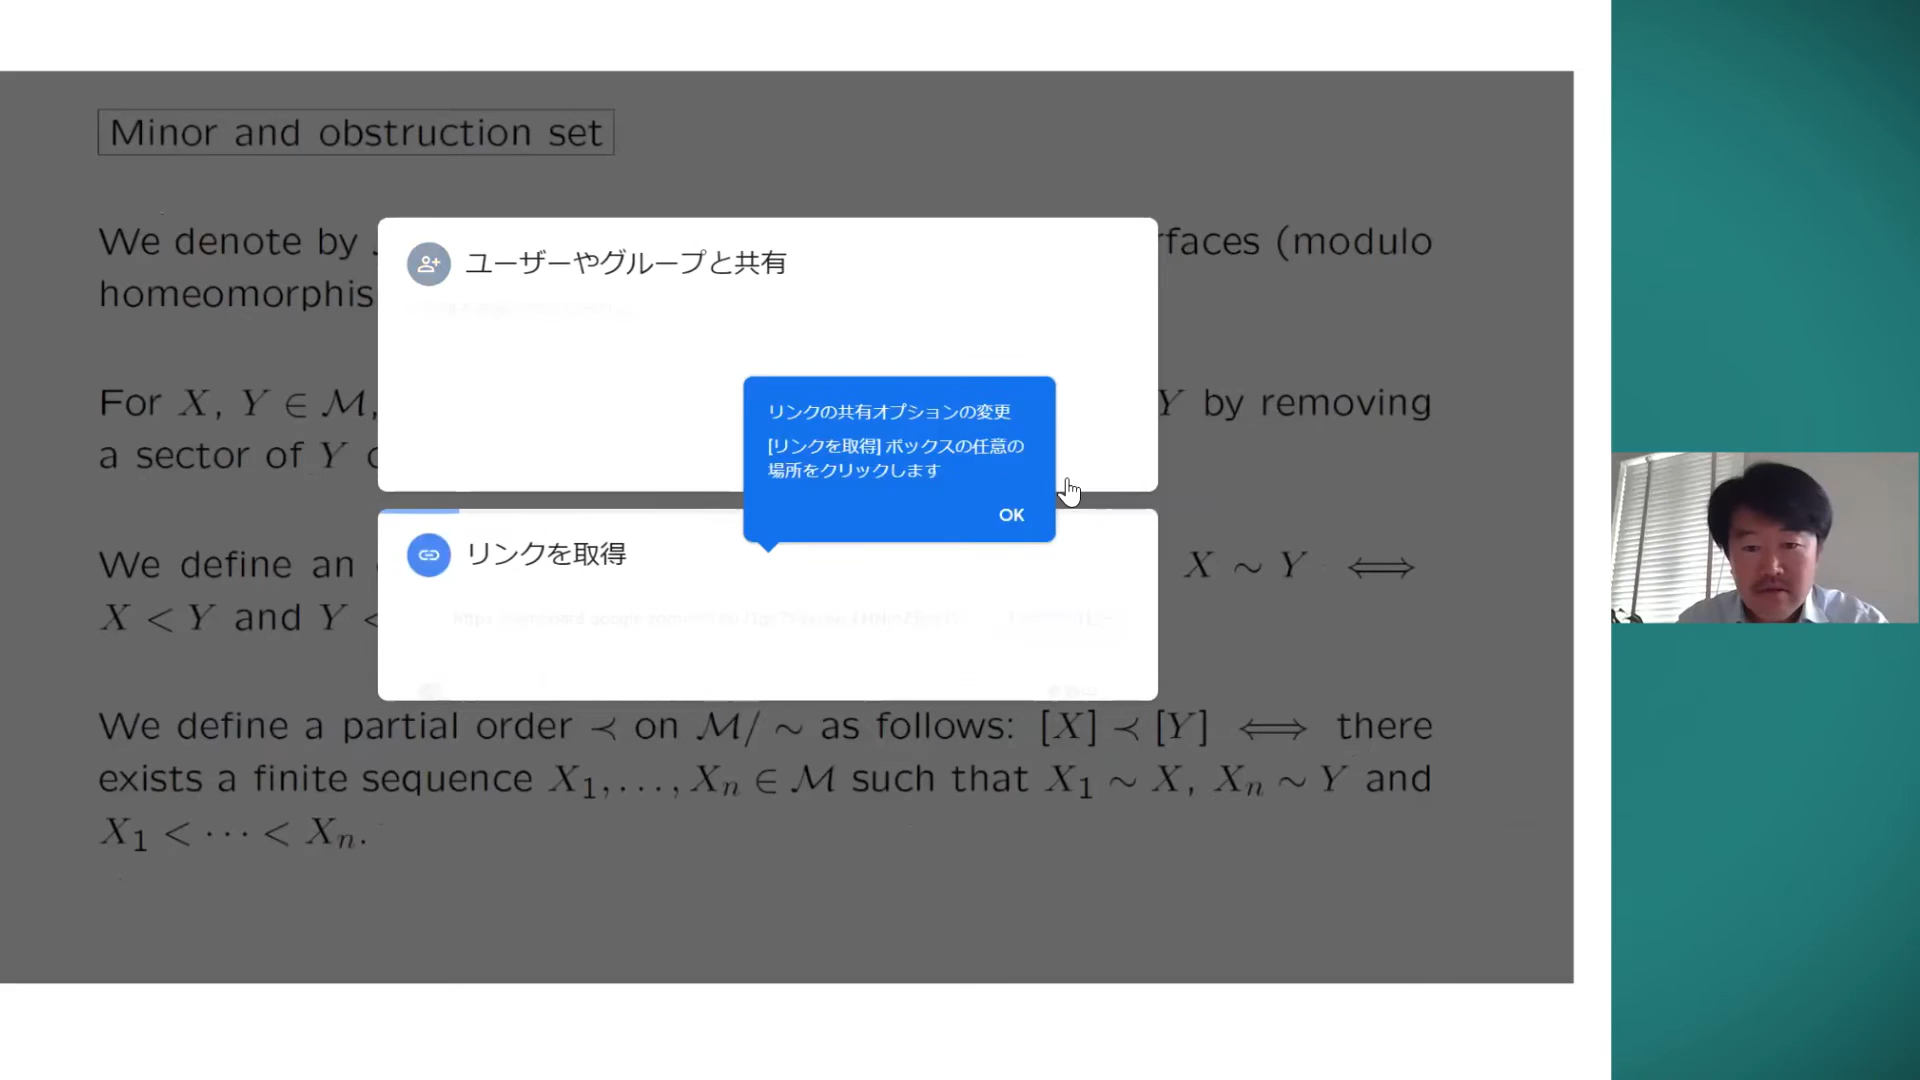 Minor and obstruction set
We denote by rfaces (modulo
homeomorphis
ユーザーやグループと共有
For X, Y ∈ ℳ, Y by removing
a sector of Y
リンクの共有オプションの変更
[リンクを取得] ボックスの任意の
場所をクリックします
OK
リンクを取得
We define an X ∼ Y ⟺
X < Y and Y <
We define a partial order ≺ on ℳ/ ∼ as follows: [X] ≺ [Y] ⟺ there
exists a finite sequence X₁, . . . , Xₙ ∈ ℳ such that X₁ ∼ X, Xₙ ∼ Y and
X₁ < · · · < Xₙ.